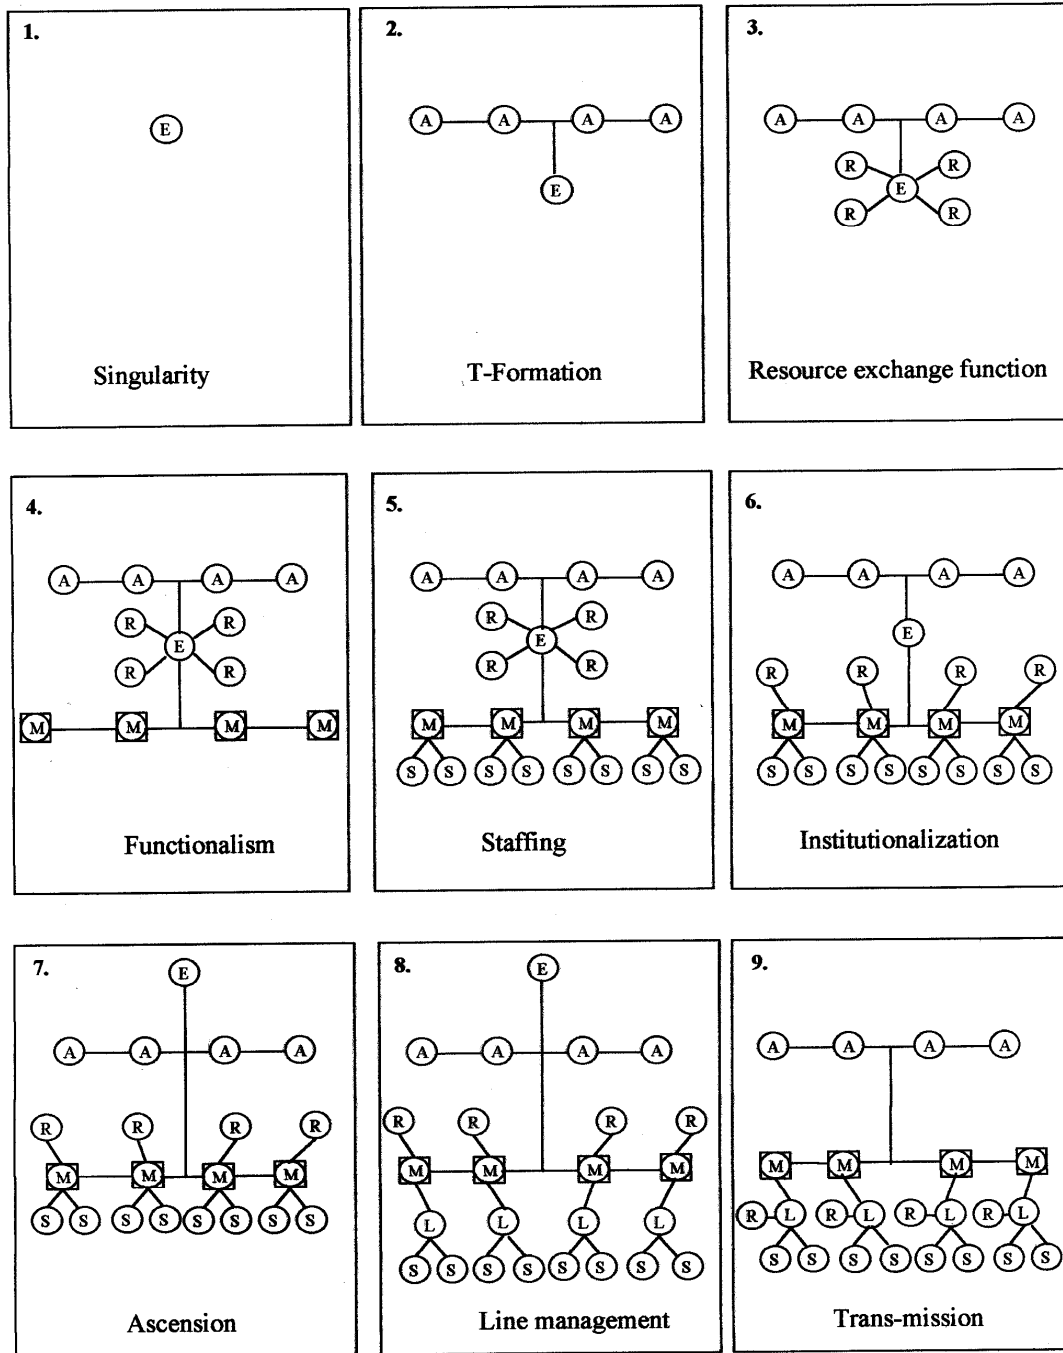 1.
E
Singularity
2.
A A A A
E
T-Formation
3.
A A A A
R R
E
R R
Resource exchange function
4.
A A A A
R R
E
R R
M M M M
Functionalism
5.
A A A A
R R
E
R R
M M M M
S S S S S S S S
Staffing
6.
A A A A
E
R R R R
M M M M
S S S S S S S S
Institutionalization
7.
E
A A A A
R R R R
M M M M
S S S S S S S S
Ascension
8.
E
A A A A
R R R R
M M M M
L L L L
S S S S S S S S
Line management
9.
A A A A
M M M M
R L R L R L R L
S S S S S S S S
Trans-mission